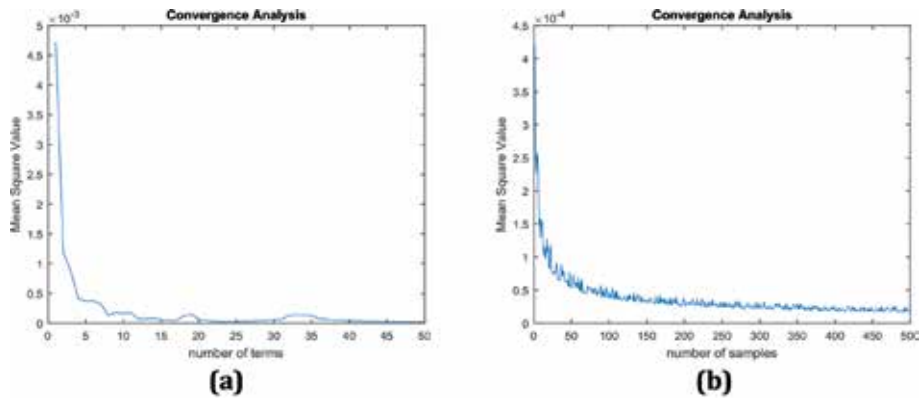 ×10⁻³
Convergence Analysis
5
4.5
4
3.5
3
2.5
2
1.5
1
0.5
0
Mean Square Value
0 5 10 15 20 25 30 35 40 45 50
number of terms
(a)
×10⁻⁴
Convergence Analysis
4.5
4
3.5
3
2.5
2
1.5
1
0.5
0
Mean Square Value
0 50 100 150 200 250 300 350 400 450 500
number of samples
(b)